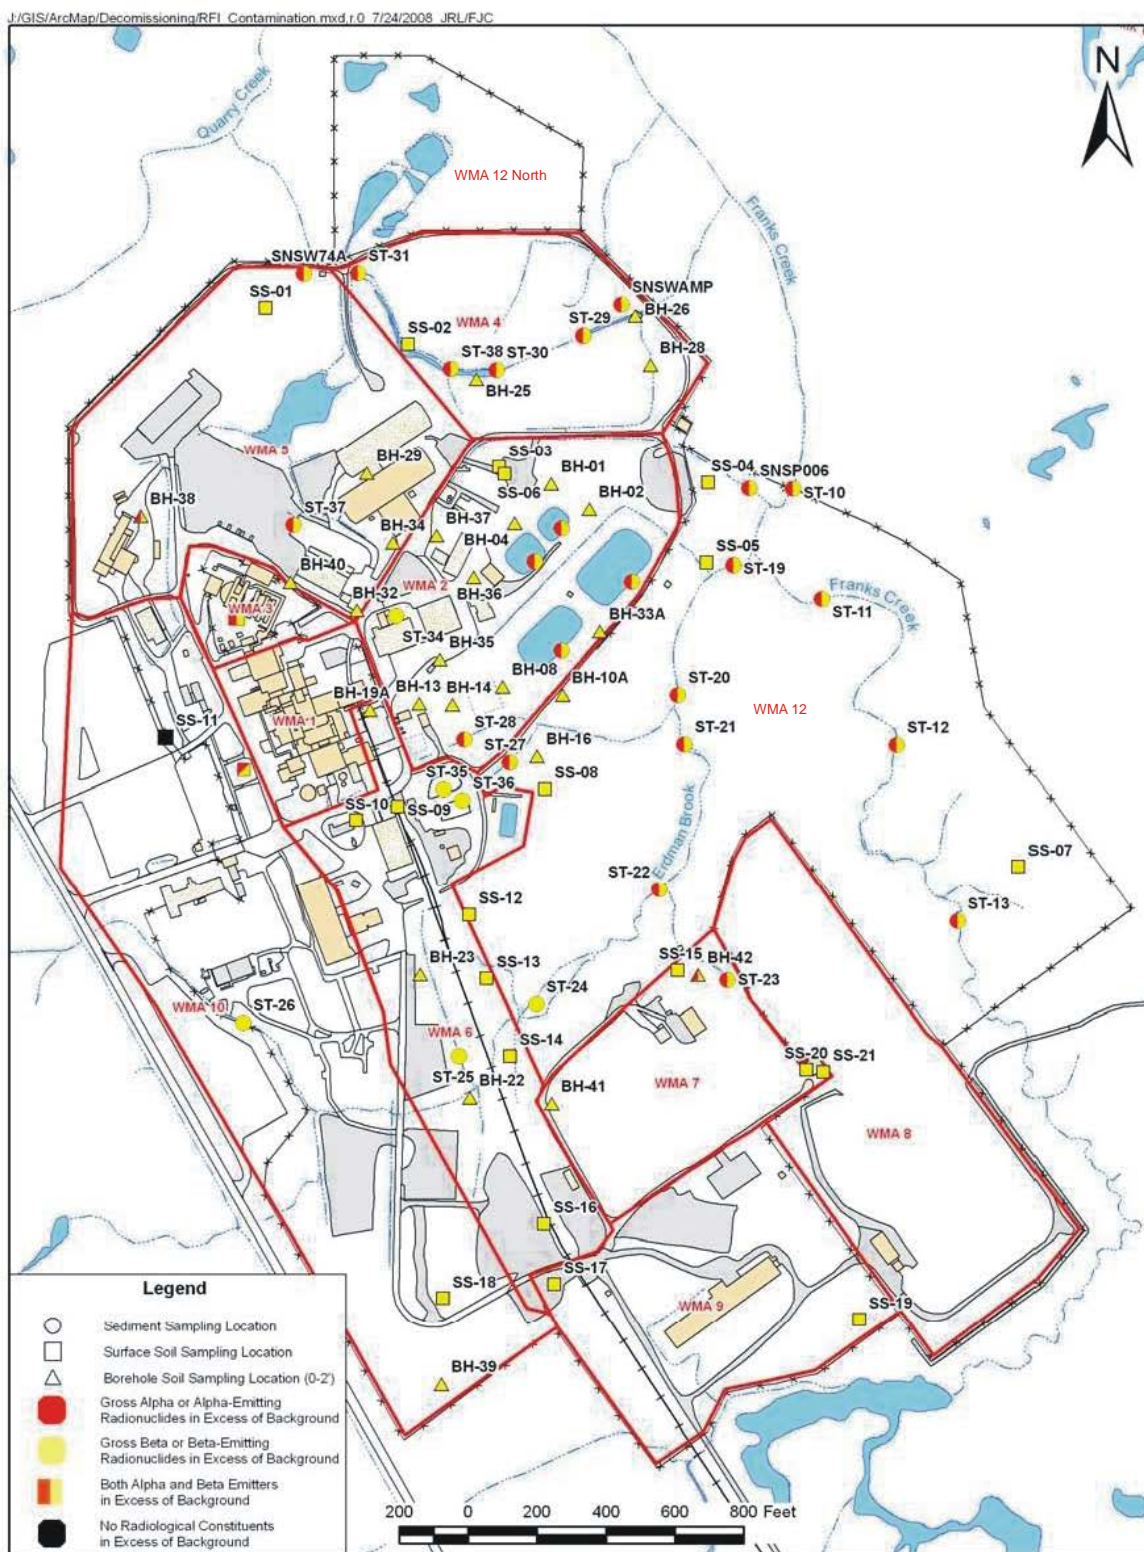 J:/GIS/ArcMap/Decomissioning/RFI_Contamination.mxd,r.0 7/24/2008 JRL/FJC
N
Quarry Creek
WMA 12 North
Franks Creek
SNSW74A
ST-31
SS-01
SNSWAMP
BH-26
ST-29
SS-02
WMA 4
ST-38
ST-30
BH-25
BH-28
WMA 5
BH-29
SS-03
SS-06
BH-01
BH-02
SS-04
SNSP006
ST-10
BH-38
ST-37
BH-34
BH-37
BH-04
BH-40
BH-32
WMA 2
BH-36
SS-05
ST-19
WMA 3
ST-34
BH-35
BH-33A
ST-11
Franks Creek
BH-08
BH-10A
ST-20
WMA 12
BH-19A
BH-13
BH-14
SS-11
WMA 1
ST-28
ST-27
BH-16
ST-21
ST-12
ST-35
ST-36
SS-08
SS-10
SS-09
Erdman Brook
SS-07
ST-22
ST-13
SS-12
SS-15
BH-42
ST-23
BH-23
SS-13
ST-24
WMA 10
ST-26
WMA 6
SS-14
ST-25
BH-22
BH-41
WMA 7
SS-20
SS-21
WMA 8
SS-16
SS-18
SS-17
WMA 9
SS-19
BH-39
Legend
Sediment Sampling Location
Surface Soil Sampling Location
Borehole Soil Sampling Location (0-2')
Gross Alpha or Alpha-Emitting
Radionuclides in Excess of Background
Gross Beta or Beta-Emitting
Radionuclides in Excess of Background
Both Alpha and Beta Emitters
in Excess of Background
No Radiological Constituents
in Excess of Background
200 0 200 400 600 800 Feet